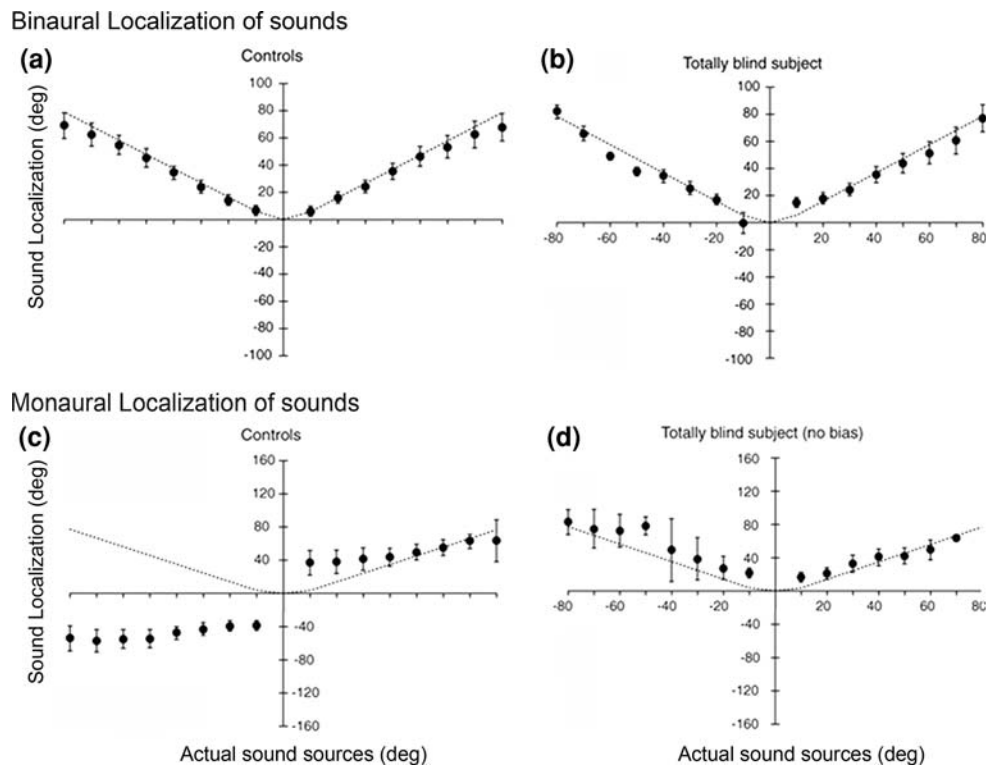 Binaural Localization of sounds
(a)
Controls
Sound Localization (deg)
100
80
60
40
20
-20
-40
-60
-80
-100
(b)
Totally blind subject
100
80
60
40
20
-20
-40
-60
-80
-100
-80 -60 -40 -20 20 40 60 80
Monaural Localization of sounds
(c)
Controls
Sound Localization (deg)
160
120
80
40
-40
-80
-120
-160
Actual sound sources (deg)
(d)
Totally blind subject (no bias)
160
120
80
40
-40
-80
-120
-160
-80 -60 -40 -20 20 40 60 80
Actual sound sources (deg)